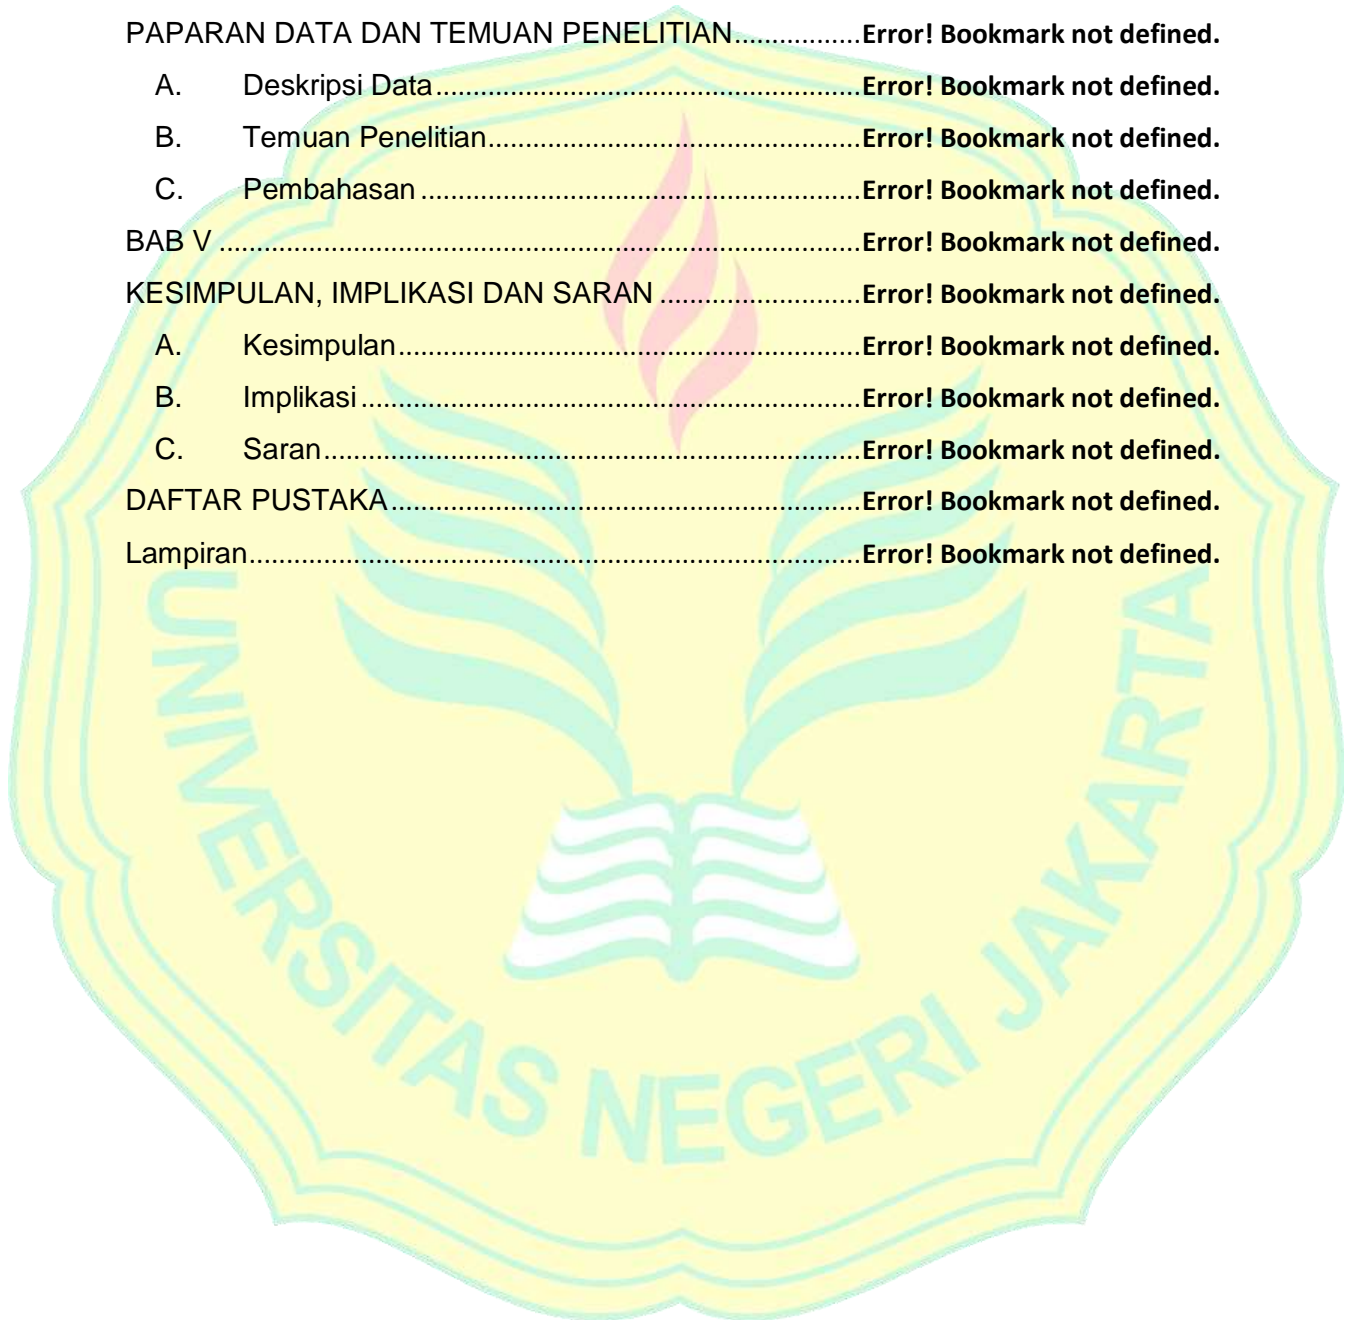 PAPARAN DATA DAN TEMUAN PENELITIAN.................Error! Bookmark not defined.
A. Deskripsi Data.........................................................Error! Bookmark not defined.
B. Temuan Penelitian..................................................Error! Bookmark not defined.
C. Pembahasan...........................................................Error! Bookmark not defined.
BAB V......................................................................................Error! Bookmark not defined.
KESIMPULAN, IMPLIKASI DAN SARAN...........................Error! Bookmark not defined.
A. Kesimpulan..............................................................Error! Bookmark not defined.
B. Implikasi...................................................................Error! Bookmark not defined.
C. Saran........................................................................Error! Bookmark not defined.
DAFTAR PUSTAKA...............................................................Error! Bookmark not defined.
Lampiran..................................................................................Error! Bookmark not defined.
UNIVERSITAS NEGERI JAKARTA